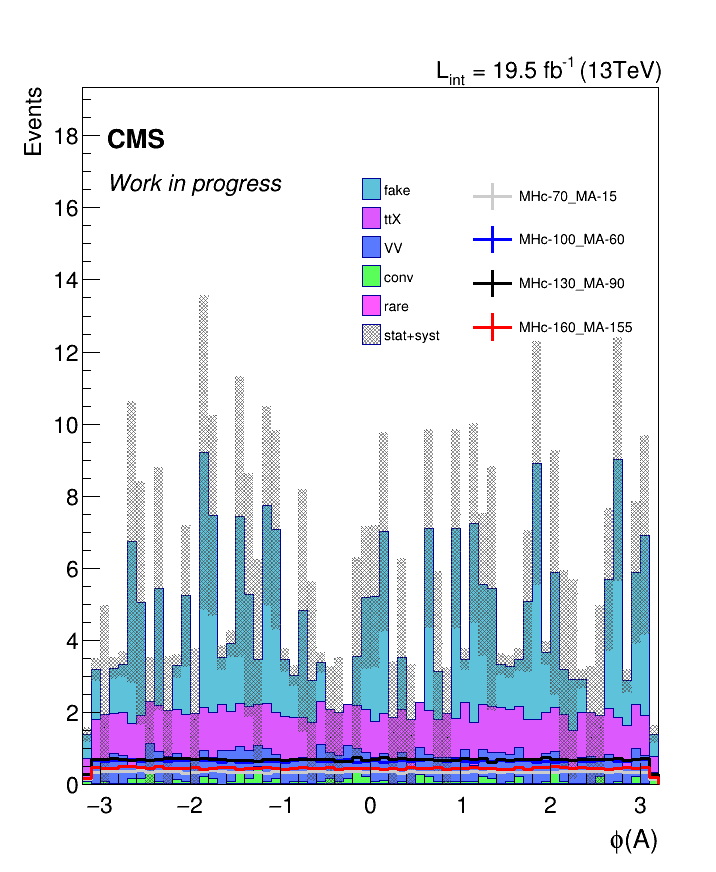 L_int = 19.5 fb^-1 (13TeV)
Events
CMS
Work in progress
fake
ttX
VV
conv
rare
stat+syst
MHc-70_MA-15
MHc-100_MA-60
MHc-130_MA-90
MHc-160_MA-155
18
16
14
12
10
8
6
4
2
0
−3 −2 −1 0 1 2 3
ϕ(A)